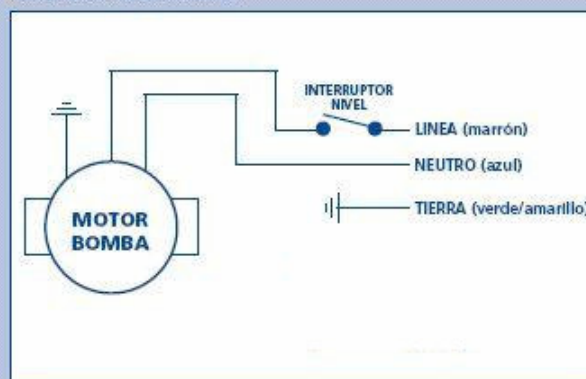 INTERRUPTOR
NIVEL
LINEA (marrón)
NEUTRO (azul)
TIERRA (verde/amarillo)
MOTOR
BOMBA